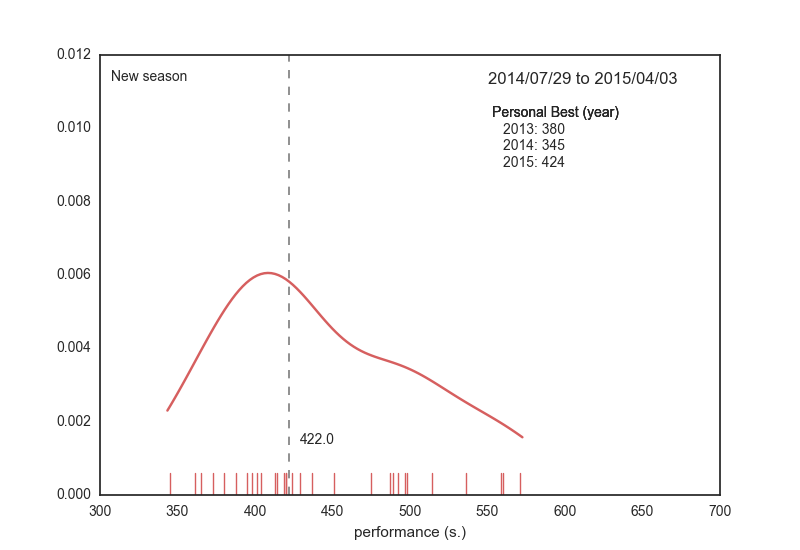 0.012
New season
2014/07/29 to 2015/04/03
Personal Best (year)
2013: 380
2014: 345
2015: 424
0.010
0.008
0.006
0.004
0.002
422.0
0.000
300 350 400 450 500 550 600 650 700
performance (s.)